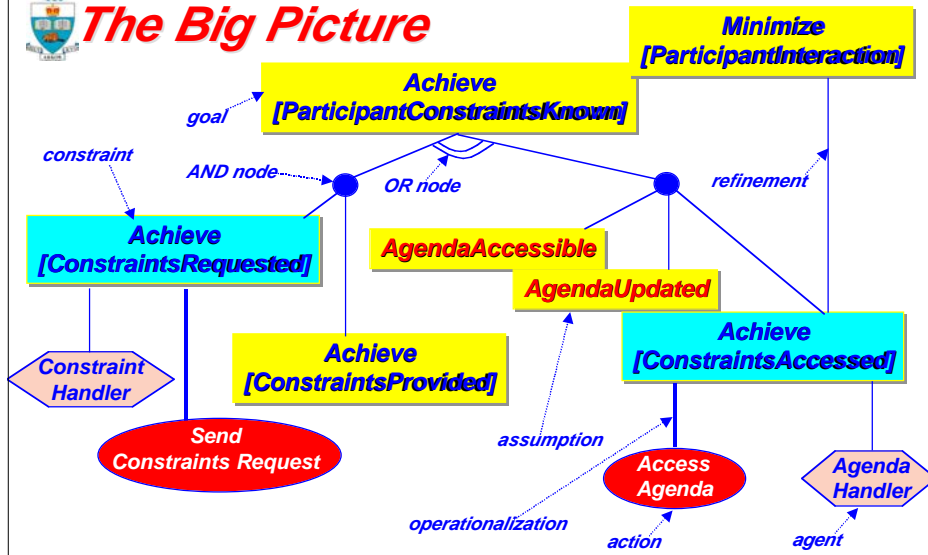 The Big Picture
Minimize
[ParticipantInteraction]
Achieve
[ParticipantConstraintsKnown]
goal
constraint
AND node
OR node
refinement
Achieve
[ConstraintsRequested]
AgendaAccessible
AgendaUpdated
Achieve
[ConstraintsAccessed]
Achieve
[ConstraintsProvided]
Constraint
Handler
Send
Constraints Request
assumption
Access
Agenda
Agenda
Handler
operationalization
action
agent